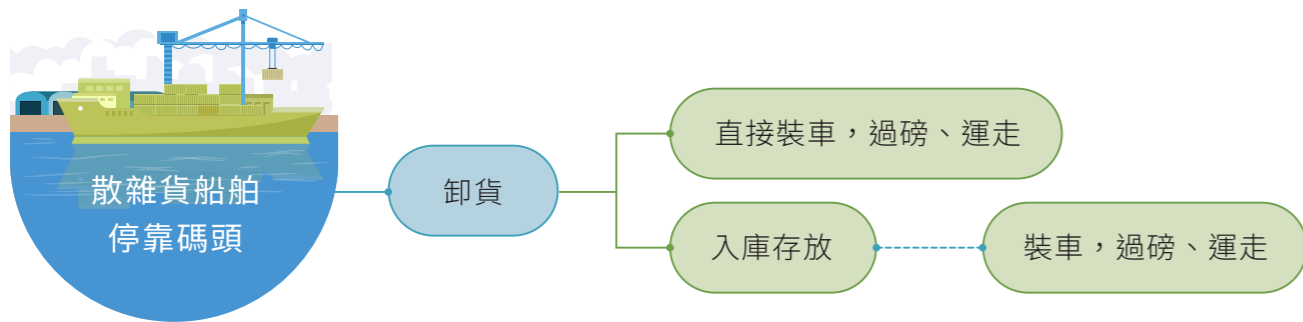 散雜貨船舶
停靠碼頭
卸貨
直接裝車，過磅、運走
入庫存放
裝車，過磅、運走